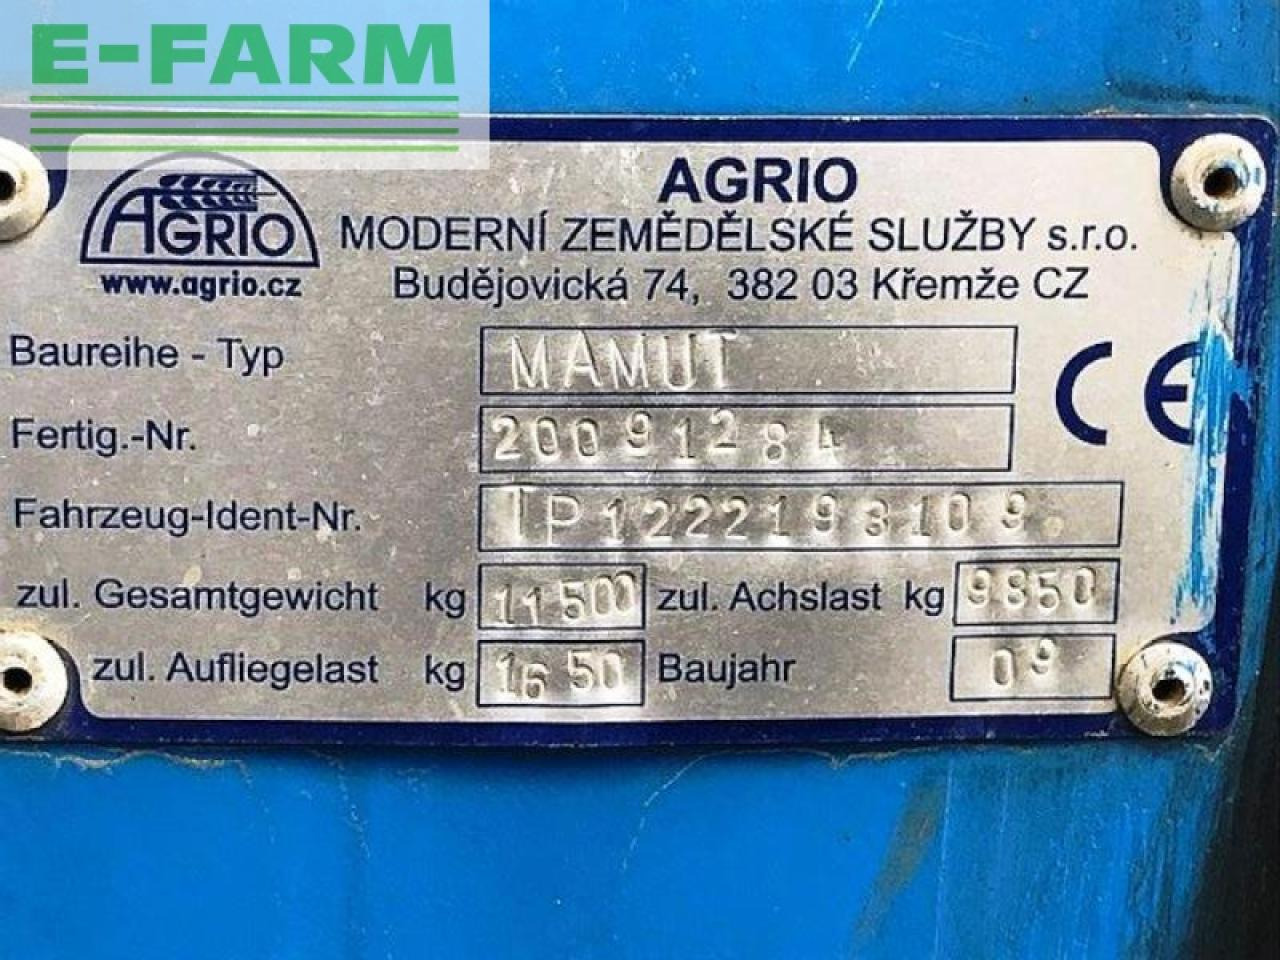 E-FARM
AGRIO
AGRIO
MODERNÍ ZEMĚDĚLSKÉ SLUŽBY s.r.o.
www.agrio.cz
Budějovická 74, 382 03 Křemže CZ
Baureihe - Typ MAMUT
CE
Fertig.-Nr. 20091284
Fahrzeug-Ident-Nr. TP1222193109
zul. Gesamtgewicht kg 11500 zul. Achslast kg 9850
zul. Aufliegelast kg 1650 Baujahr 09